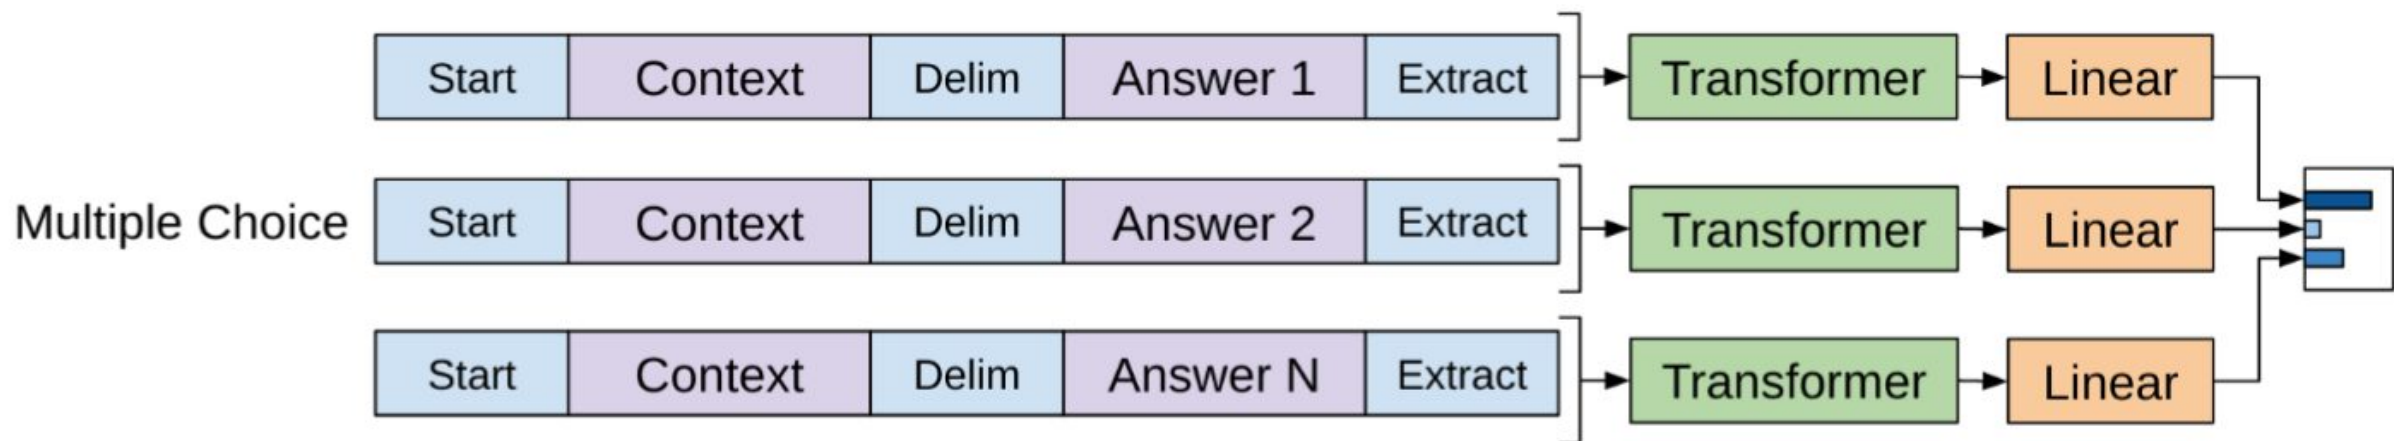 Start Context Delim Answer 1 Extract Transformer Linear
Multiple Choice Start Context Delim Answer 2 Extract Transformer Linear
Start Context Delim Answer N Extract Transformer Linear